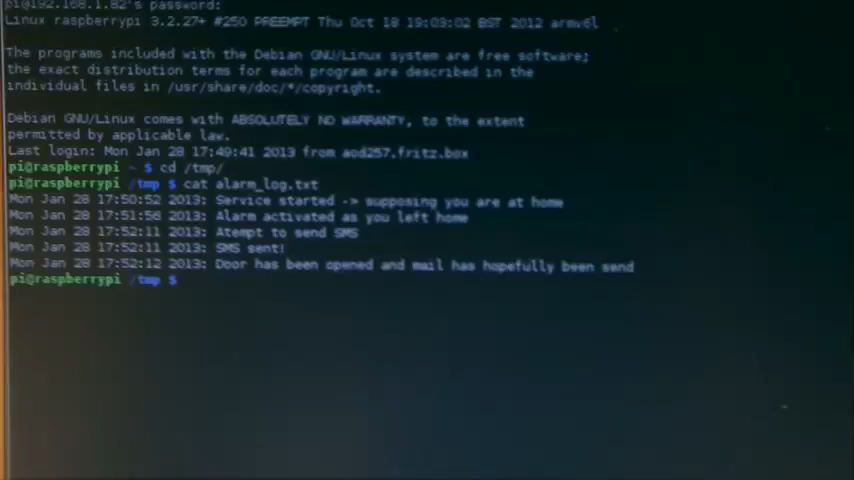 pi@192.168.1.82's password:
Linux raspberrypi 3.2.27+ #250 PREEMPT Thu Oct 18 19:03:02 BST 2012 armv6l
The programs included with the Debian GNU/Linux system are free software;
the exact distribution terms for each program are described in the
individual files in /usr/share/doc/*/copyright.
Debian GNU/Linux comes with ABSOLUTELY NO WARRANTY, to the extent
permitted by applicable law.
Last login: Mon Jan 28 17:49:41 2013 from aod257.fritz.box
pi@raspberrypi ~ $ cd /tmp/
pi@raspberrypi /tmp $ cat alarm_log.txt
Mon Jan 28 17:50:52 2013: Service started -> supposing you are at home
Mon Jan 28 17:51:56 2013: Alarm activated as you left home
Mon Jan 28 17:52:11 2013: Atempt to send SMS
Mon Jan 28 17:52:11 2013: SMS sent!
Mon Jan 28 17:52:12 2013: Door has been opened and mail has hopefully been send
pi@raspberrypi /tmp $